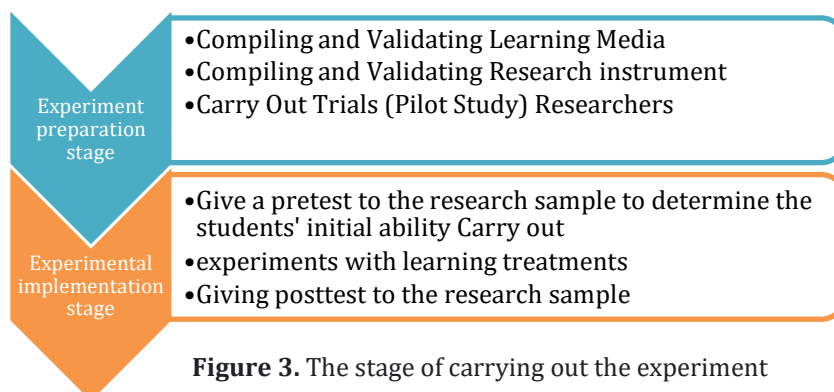 Experiment
preparation
stage
•Compiling and Validating Learning Media
•Compiling and Validating Research instrument
•Carry Out Trials (Pilot Study) Researchers
Experimental
implementation
stage
•Give a pretest to the research sample to determine the
students' initial ability Carry out
•experiments with learning treatments
•Giving posttest to the research sample
Figure 3. The stage of carrying out the experiment